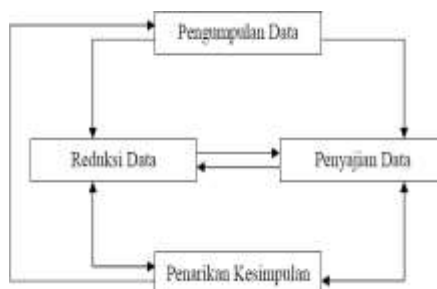 Pengumpulan Data
Reduksi Data
Penyajian Data
Penarikan Kesimpulan